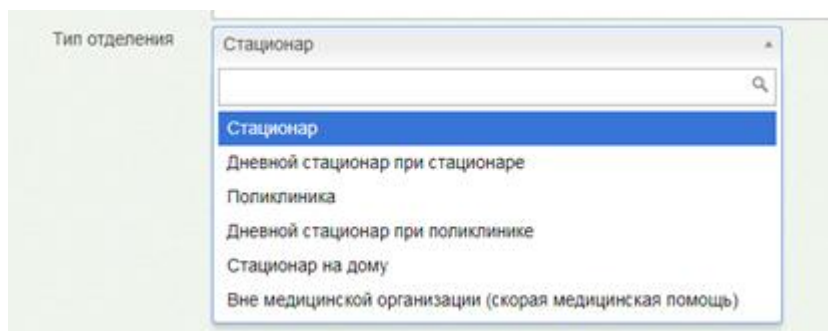 Тип отделения
Стационар
Стационар
Дневной стационар при стационаре
Поликлиника
Дневной стационар при поликлинике
Стационар на дому
Вне медицинской организации (скорая медицинская помощь)